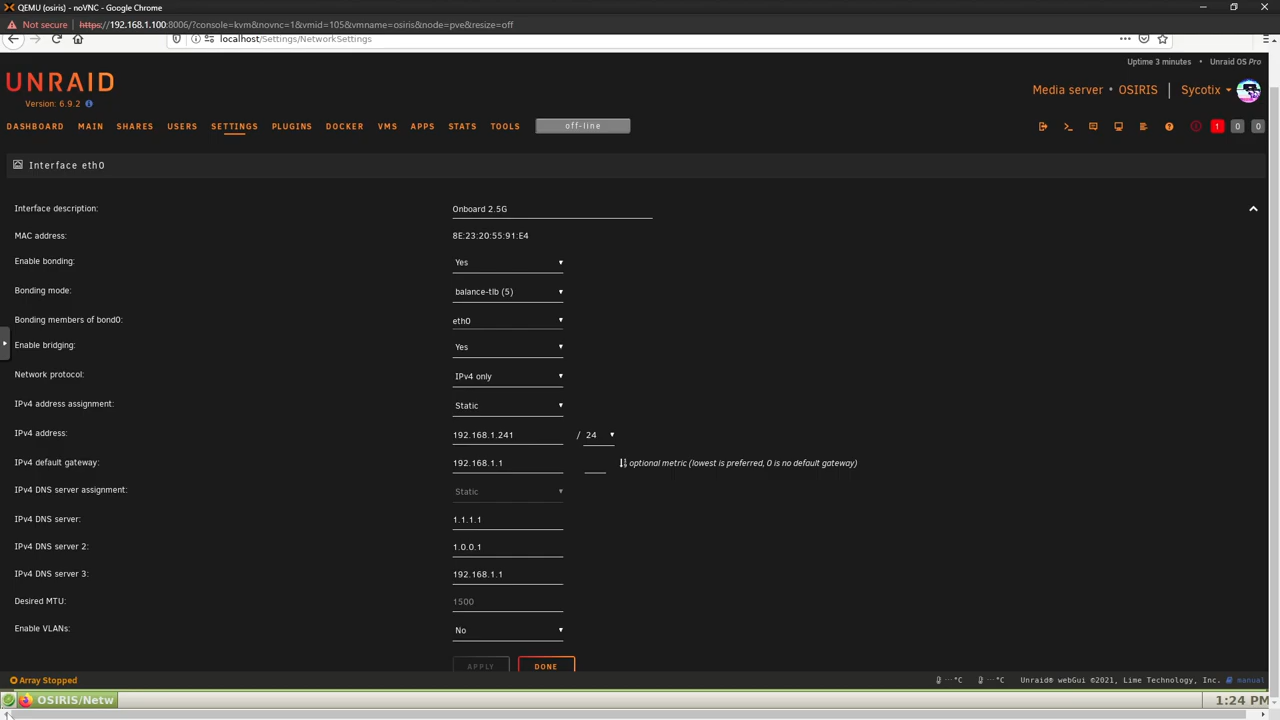 QEMU (osiris) - noVNC - Google Chrome
Not secure https://192.168.1.100:8006/?console=kvm&novnc=1&vmid=105&vmname=osiris&node=pve&resize=off
localhost/Settings/NetworkSettings
Uptime 3 minutes • Unraid OS Pro
UNRAID
Version: 6.9.2
Media server • OSIRIS Sycotix
DASHBOARD MAIN SHARES USERS SETTINGS PLUGINS DOCKER VMS APPS STATS TOOLS off-line 1 0 0
Interface eth0
Interface description: Onboard 2.5G
MAC address: 8E:23:20:55:91:E4
Enable bonding: Yes
Bonding mode: balance-tlb (5)
Bonding members of bond0: eth0
Enable bridging: Yes
Network protocol: IPv4 only
IPv4 address assignment: Static
IPv4 address: 192.168.1.241 / 24
IPv4 default gateway: 192.168.1.1 optional metric (lowest is preferred, 0 is no default gateway)
IPv4 DNS server assignment: Static
IPv4 DNS server: 1.1.1.1
IPv4 DNS server 2: 1.0.0.1
IPv4 DNS server 3: 192.168.1.1
Desired MTU: 1500
Enable VLANs: No
APPLY DONE
Array Stopped --- °C --- °C Unraid® webGui ©2021, Lime Technology, Inc. manual
OSIRIS/Netw 1:24 PM